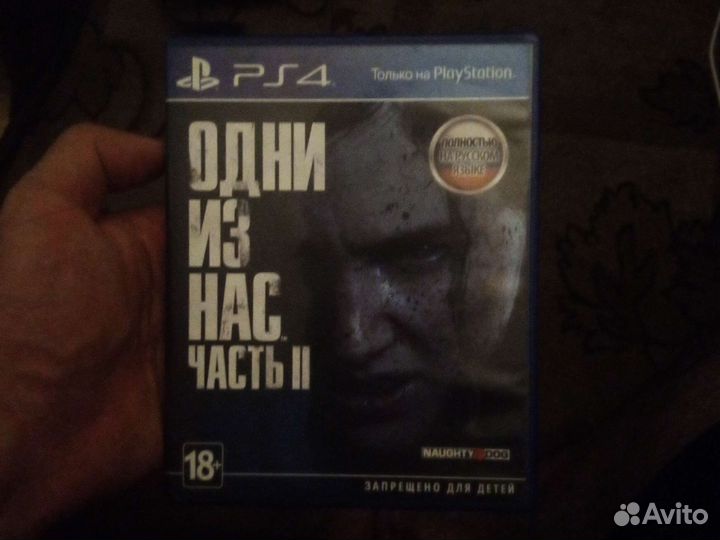 PS4 Только на PlayStation
ОДНИ
ИЗ
НАС
ЧАСТЬ II
ПОЛНОСТЬЮ
НА РУССКОМ
ЯЗЫКЕ
18+
NAUGHTY DOG
ЗАПРЕЩЕНО ДЛЯ ДЕТЕЙ
Avito